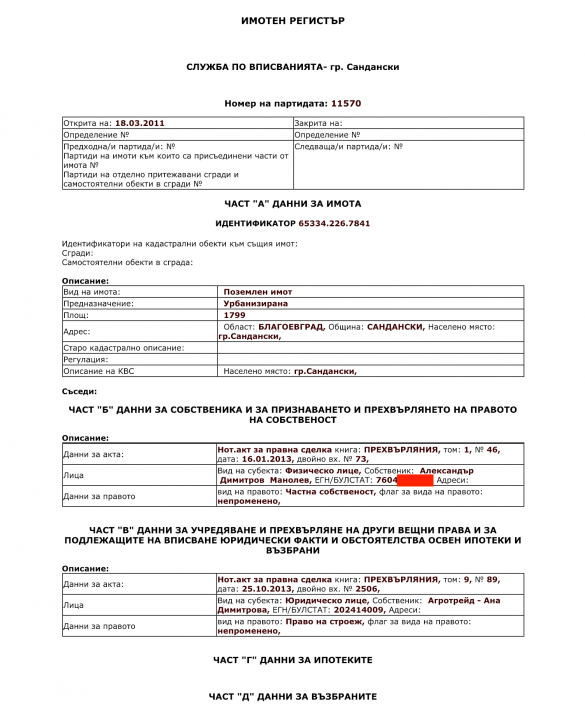 ИМОТЕН РЕГИСТЪР
СЛУЖБА ПО ВПИСВАНИЯТА- гр. Сандански
Номер на партидата: 11570
Открита на: 18.03.2011 Закрита на:
Определение № Определение №
Предходна/и партида/и: № Следваща/и партида/и: №
Партиди на имоти към които са присъединени части от
имота №
Партиди на отделно притежавани сгради и
самостоятелни обекти в сгради №
ЧАСТ "А" ДАННИ ЗА ИМОТА
ИДЕНТИФИКАТОР 65334.226.7841
Идентификатори на кадастрални обекти към същия имот:
Сгради:
Самостоятелни обекти в сграда:
Описание:
Вид на имота: Поземлен имот
Предназначение: Урбанизирана
Площ: 1799
Адрес: Област: БЛАГОЕВГРАД, Община: САНДАНСКИ, Населено място:
гр.Сандански,
Старо кадастрално описание:
Регулация:
Описание на КВС Населено място: гр.Сандански,
Съседи:
ЧАСТ "Б" ДАННИ ЗА СОБСТВЕНИКА И ЗА ПРИЗНАВАНЕТО И ПРЕХВЪРЛЯНЕТО НА ПРАВОТО
НА СОБСТВЕНОСТ
Описание:
Данни за акта: Нот.акт за правна сделка книга: ПРЕХВЪРЛЯНИЯ, том: 1, № 46,
дата: 16.01.2013, двойно вх. № 73,
Лица Вид на субекта: Физическо лице, Собственик: Александър
Димитров Манолев, ЕГН/БУЛСТАТ: 7604 Адреси:
Данни за правото вид на правото: Частна собственост, флаг за вида на правото:
непроменено,
ЧАСТ "В" ДАННИ ЗА УЧРЕДЯВАНЕ И ПРЕХВЪРЛЯНЕ НА ДРУГИ ВЕЩНИ ПРАВА И ЗА
ПОДЛЕЖАЩИТЕ НА ВПИСВАНЕ ЮРИДИЧЕСКИ ФАКТИ И ОБСТОЯТЕЛСТВА ОСВЕН ИПОТЕКИ И
ВЪЗБРАНИ
Описание:
Данни за акта: Нот.акт за правна сделка книга: ПРЕХВЪРЛЯНИЯ, том: 9, № 89,
дата: 25.10.2013, двойно вх. № 2506,
Лица Вид на субекта: Юридическо лице, Собственик: Агротрейд - Ана
Димитрова, ЕГН/БУЛСТАТ: 202414009, Адреси:
Данни за правото вид на правото: Право на строеж, флаг за вида на правото:
непроменено,
ЧАСТ "Г" ДАННИ ЗА ИПОТЕКИТЕ
ЧАСТ "Д" ДАННИ ЗА ВЪЗБРАНИТЕ